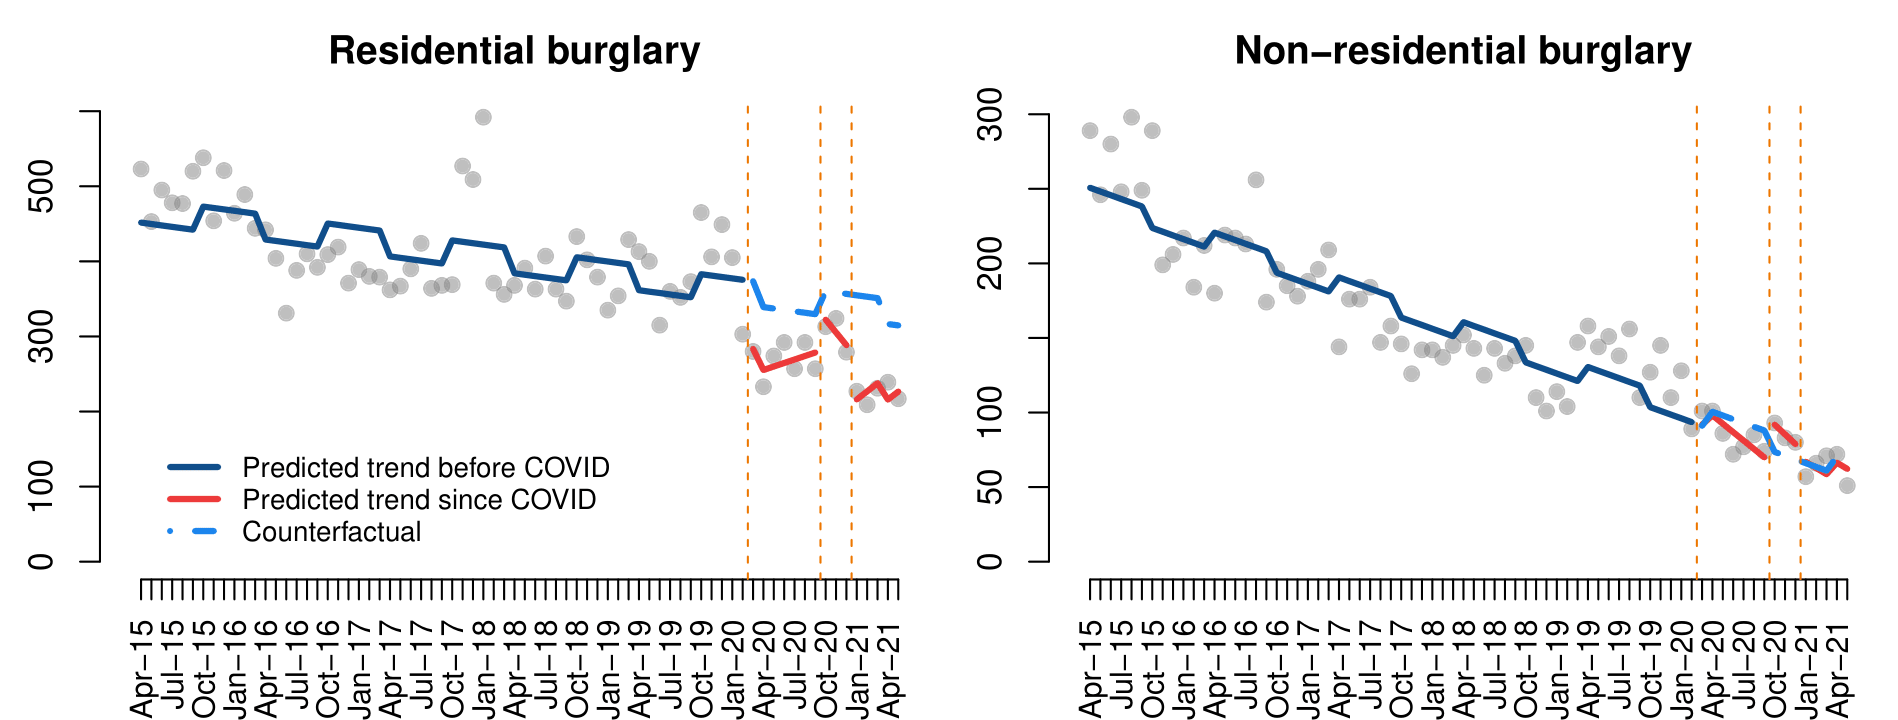 Residential burglary
500
300
100
0
Predicted trend before COVID
Predicted trend since COVID
Counterfactual
Apr−15
Jul−15
Oct−15
Jan−16
Apr−16
Jul−16
Oct−16
Jan−17
Apr−17
Jul−17
Oct−17
Jan−18
Apr−18
Jul−18
Oct−18
Jan−19
Apr−19
Jul−19
Oct−19
Jan−20
Apr−20
Jul−20
Oct−20
Jan−21
Apr−21
Non−residential burglary
300
200
100
50
0
Apr−15
Jul−15
Oct−15
Jan−16
Apr−16
Jul−16
Oct−16
Jan−17
Apr−17
Jul−17
Oct−17
Jan−18
Apr−18
Jul−18
Oct−18
Jan−19
Apr−19
Jul−19
Oct−19
Jan−20
Apr−20
Jul−20
Oct−20
Jan−21
Apr−21